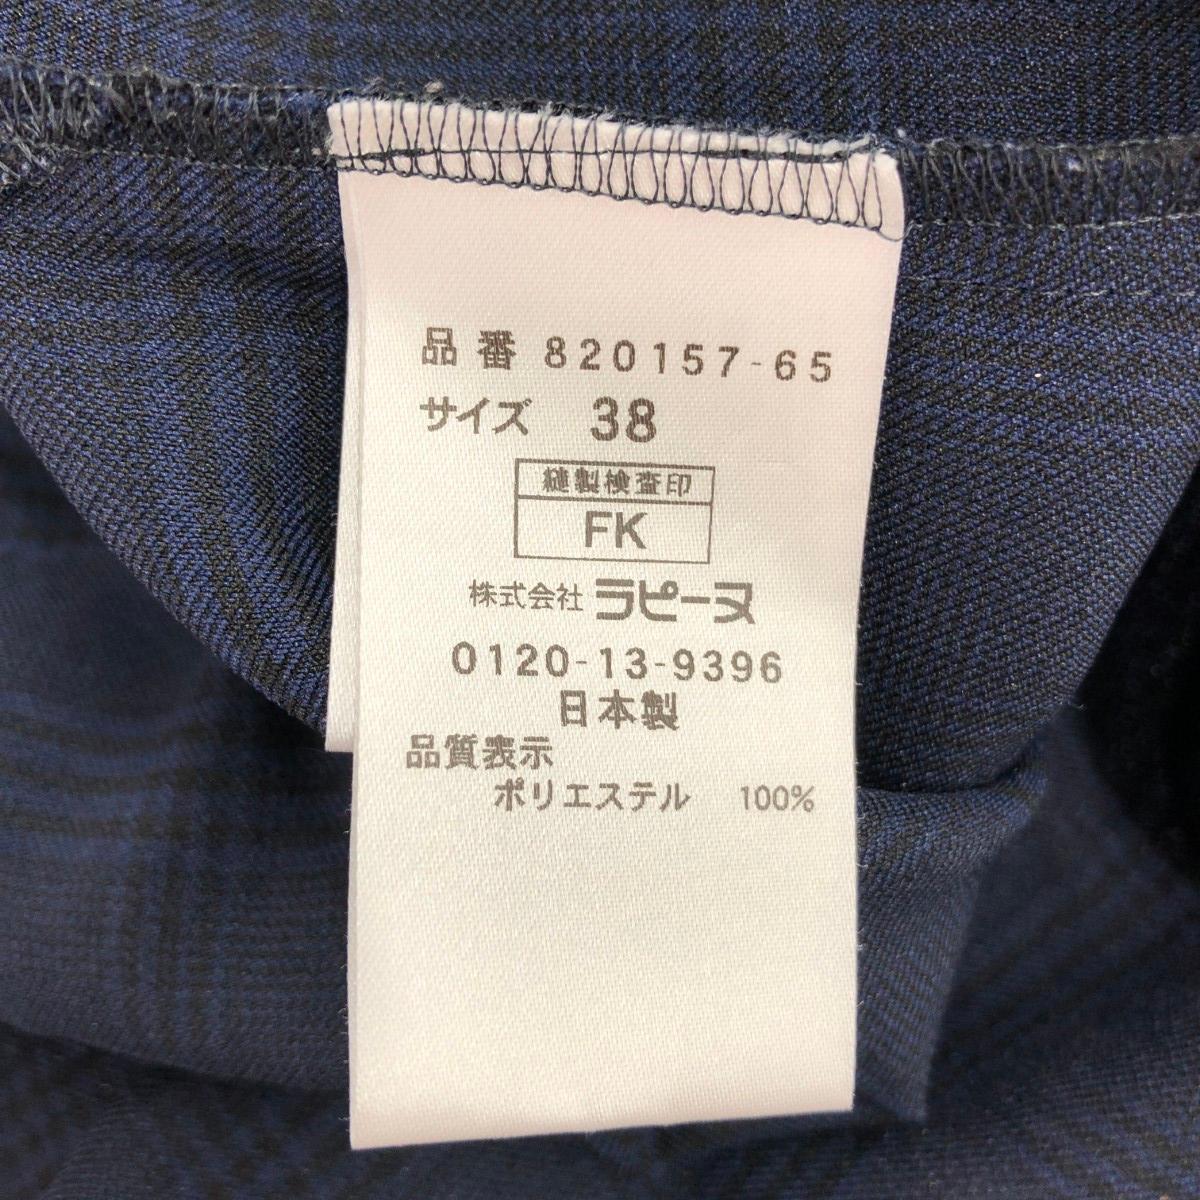 品番 820157-65
サイズ 38
縫製検査印
FK
株式会社 ラピーヌ
0120-13-9396
日本製
品質表示
ポリエステル 100%